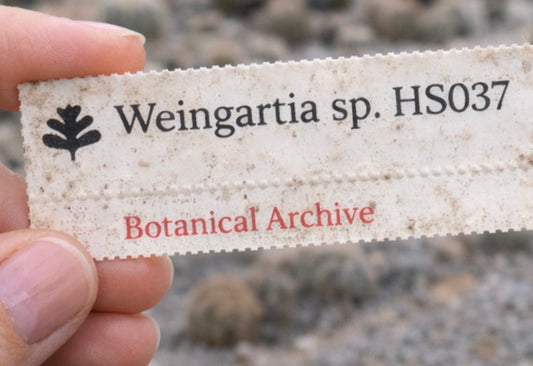 Weingartia sp. HS037
Botanical Archive